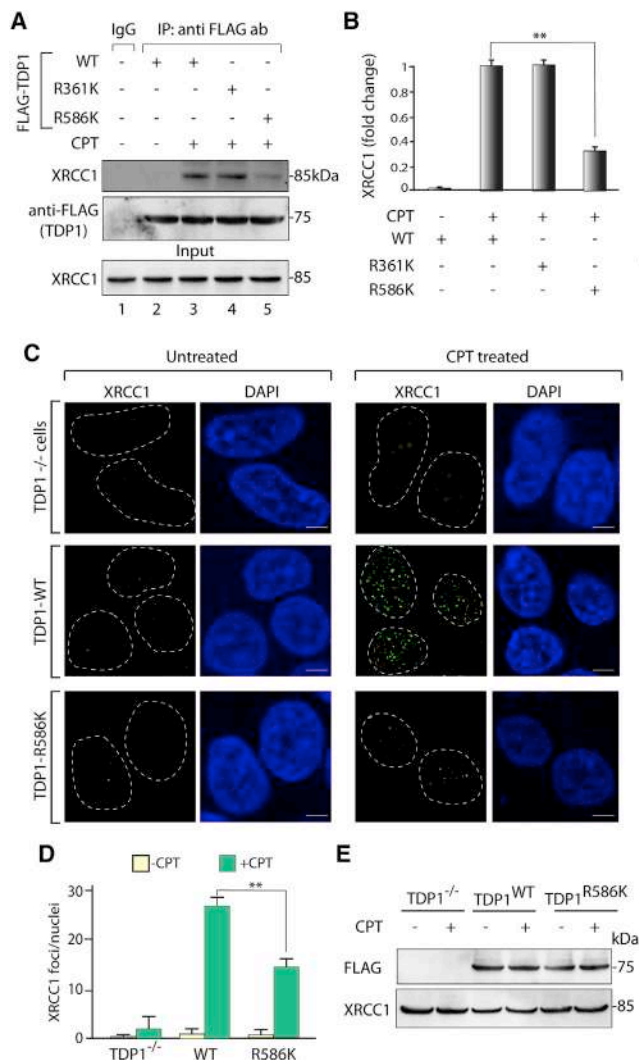 A
IgG IP: anti FLAG ab
FLAG-TDP1
WT - + + - -
R361K - - - + -
R586K - - - - +
CPT - - + + +
XRCC1 -85kDa
anti-FLAG -75
(TDP1)
Input
XRCC1 -85
1 2 3 4 5
B
**
XRCC1 (fold change)
1
0.8
0.6
0.4
0.2
0
CPT - + + +
WT + + - -
R361K - - + -
R586K - - - +
C
Untreated CPT treated
XRCC1 DAPI XRCC1 DAPI
TDP1 -/- cells
TDP1-WT
TDP1-R586K
D
-CPT +CPT
**
XRCC1 foci/nuclei
30
20
10
0
TDP1-/- WT R586K
E
TDP1-/- TDP1WT TDP1R586K
CPT - + - + - + kDa
FLAG -75
XRCC1 -85